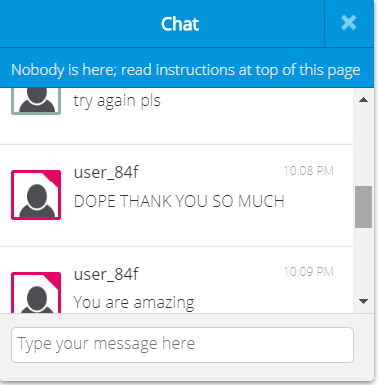 Chat
Nobody is here; read instructions at top of this page
try again pls
user_84f 10:08 PM
DOPE THANK YOU SO MUCH
user_84f 10:09 PM
You are amazing
Type your message here